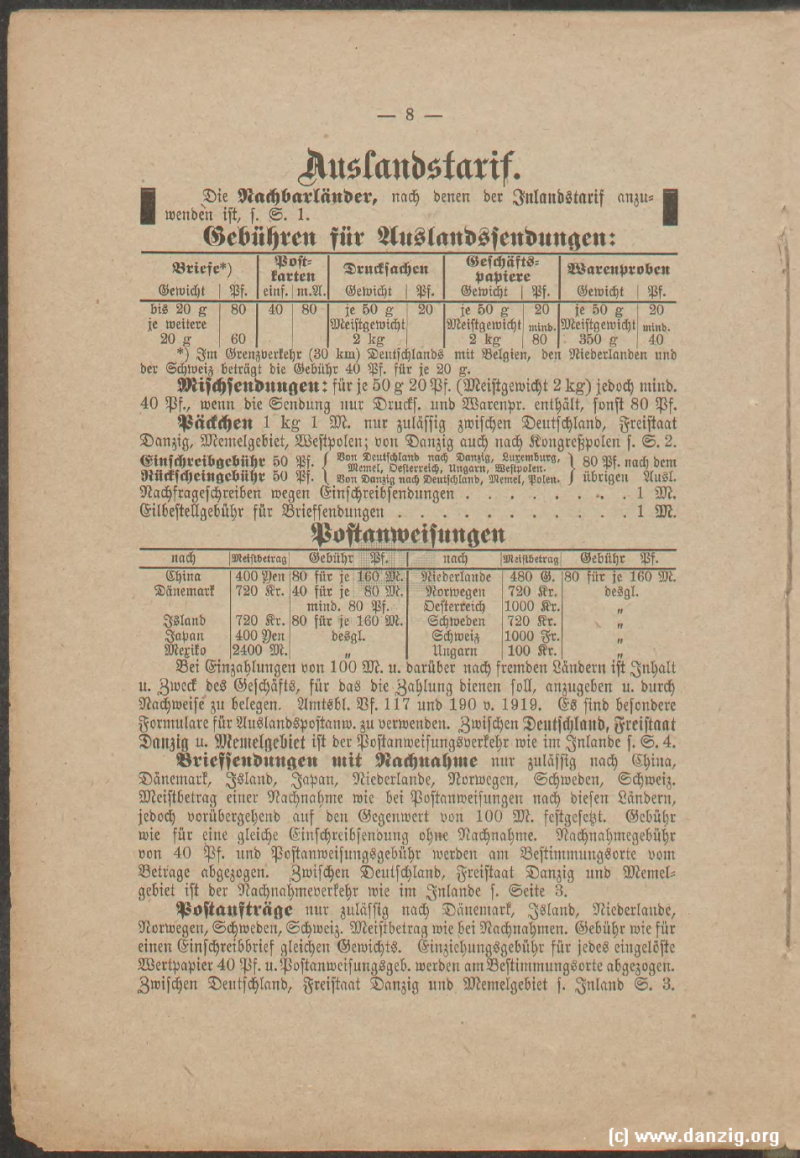 — 8 —
Auslandstarif.
Die Nachbarländer, nach denen der Inlandstarif anzu-
wenden ist, s. S. 1.
Gebühren für Auslandssendungen:
Briefe*) Post-karten Drucksachen Geschäfts-papiere Warenproben
Gewicht Pf. einf. m.A. Gewicht Pf. Gewicht Pf. Gewicht Pf.
bis 20 g 80 40 80 je 50 g 20 je 50 g 20 je 50 g 20
je weitere Meistgewicht Meistgewicht mind. Meistgewicht mind.
20 g 60 2 kg 2 kg 80 350 g 40
*) Im Grenzverkehr (30 km) Deutschlands mit Belgien, den Niederlanden und
der Schweiz beträgt die Gebühr 40 Pf. für je 20 g.
Mischsendungen: für je 50 g 20 Pf. (Meistgewicht 2 kg) jedoch mind.
40 Pf., wenn die Sendung nur Drucks. und Warenpr. enthält, sonst 80 Pf.
Päckchen 1 kg 1 M. nur zulässig zwischen Deutschland, Freistaat
Danzig, Memelgebiet, Westpolen; von Danzig auch nach Kongreßpolen s. S. 2.
Einschreibgebühr 50 Pf. { Von Deutschland nach Danzig, Luxemburg, Memel, Oesterreich, Ungarn, Westpolen. } 80 Pf. nach dem
Rückscheingebühr 50 Pf. { Von Danzig nach Deutschland, Memel, Polen. } übrigen Ausl.
Nachfrageschreiben wegen Einschreibsendungen . . . . . . . . 1 M.
Eilbestellgebühr für Briefsendungen . . . . . . . . . . . 1 M.
Postanweisungen
nach Meistbetrag Gebühr Pf. nach Meistbetrag Gebühr Pf.
China 400 Yen 80 für je 160 M. Niederlande 480 G. 80 für je 160 M.
Dänemark 720 Kr. 40 für je 80 M. Norwegen 720 Kr. desgl.
mind. 80 Pf. Oesterreich 1000 Kr. „
Island 720 Kr. 80 für je 160 M. Schweden 720 Kr. „
Japan 400 Yen desgl. Schweiz 1000 Fr. „
Mexiko 2400 M. „ Ungarn 100 Kr. „
Bei Einzahlungen von 100 M. u. darüber nach fremden Ländern ist Inhalt
u. Zweck des Geschäfts, für das die Zahlung dienen soll, anzugeben u. durch
Nachweise zu belegen. Amtsbl. Vf. 117 und 190 v. 1919. Es sind besondere
Formulare für Auslandspostanw. zu verwenden. Zwischen Deutschland, Freistaat
Danzig u. Memelgebiet ist der Postanweisungsverkehr wie im Inlande s. S. 4.
Briefsendungen mit Nachnahme nur zulässig nach China,
Dänemark, Island, Japan, Niederlande, Norwegen, Schweden, Schweiz.
Meistbetrag einer Nachnahme wie bei Postanweisungen nach diesen Ländern,
jedoch vorübergehend auf den Gegenwert von 100 M. festgesetzt. Gebühr
wie für eine gleiche Einschreibsendung ohne Nachnahme. Nachnahmegebühr
von 40 Pf. und Postanweisungsgebühr werden am Bestimmungsorte vom
Betrage abgezogen. Zwischen Deutschland, Freistaat Danzig und Memel-
gebiet ist der Nachnahmeverkehr wie im Inlande s. Seite 3.
Postaufträge nur zulässig nach Dänemark, Island, Niederlande,
Norwegen, Schweden, Schweiz. Meistbetrag wie bei Nachnahmen. Gebühr wie für
einen Einschreibbrief gleichen Gewichts. Einziehungsgebühr für jedes eingelöste
Wertpapier 40 Pf. u. Postanweisungsgeb. werden am Bestimmungsorte abgezogen.
Zwischen Deutschland, Freistaat Danzig und Memelgebiet s. Inland S. 3.
(c) www.danzig.org